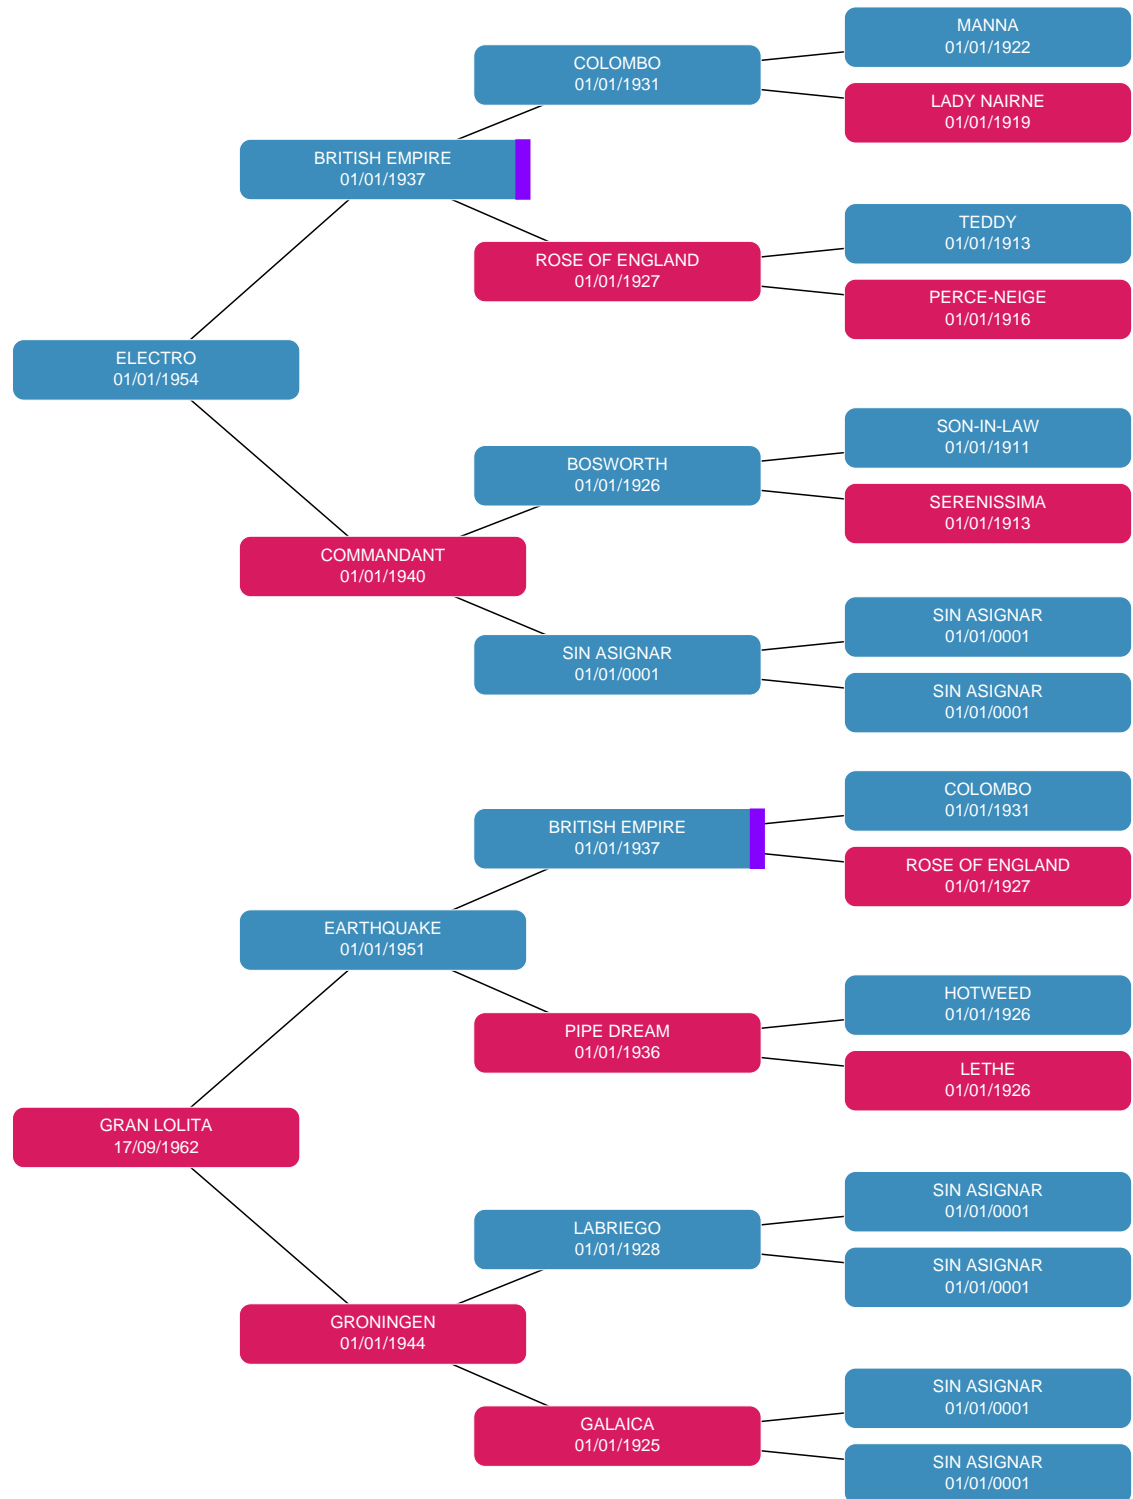 MANNA
01/01/1922
COLOMBO
01/01/1931
LADY NAIRNE
01/01/1919
BRITISH EMPIRE
01/01/1937
TEDDY
01/01/1913
ROSE OF ENGLAND
01/01/1927
PERCE-NEIGE
01/01/1916
ELECTRO
01/01/1954
SON-IN-LAW
01/01/1911
BOSWORTH
01/01/1926
SERENISSIMA
01/01/1913
COMMANDANT
01/01/1940
SIN ASIGNAR
01/01/0001
SIN ASIGNAR
01/01/0001
SIN ASIGNAR
01/01/0001
COLOMBO
01/01/1931
BRITISH EMPIRE
01/01/1937
ROSE OF ENGLAND
01/01/1927
EARTHQUAKE
01/01/1951
HOTWEED
01/01/1926
PIPE DREAM
01/01/1936
LETHE
01/01/1926
GRAN LOLITA
17/09/1962
SIN ASIGNAR
01/01/0001
LABRIEGO
01/01/1928
SIN ASIGNAR
01/01/0001
GRONINGEN
01/01/1944
SIN ASIGNAR
01/01/0001
GALAICA
01/01/1925
SIN ASIGNAR
01/01/0001